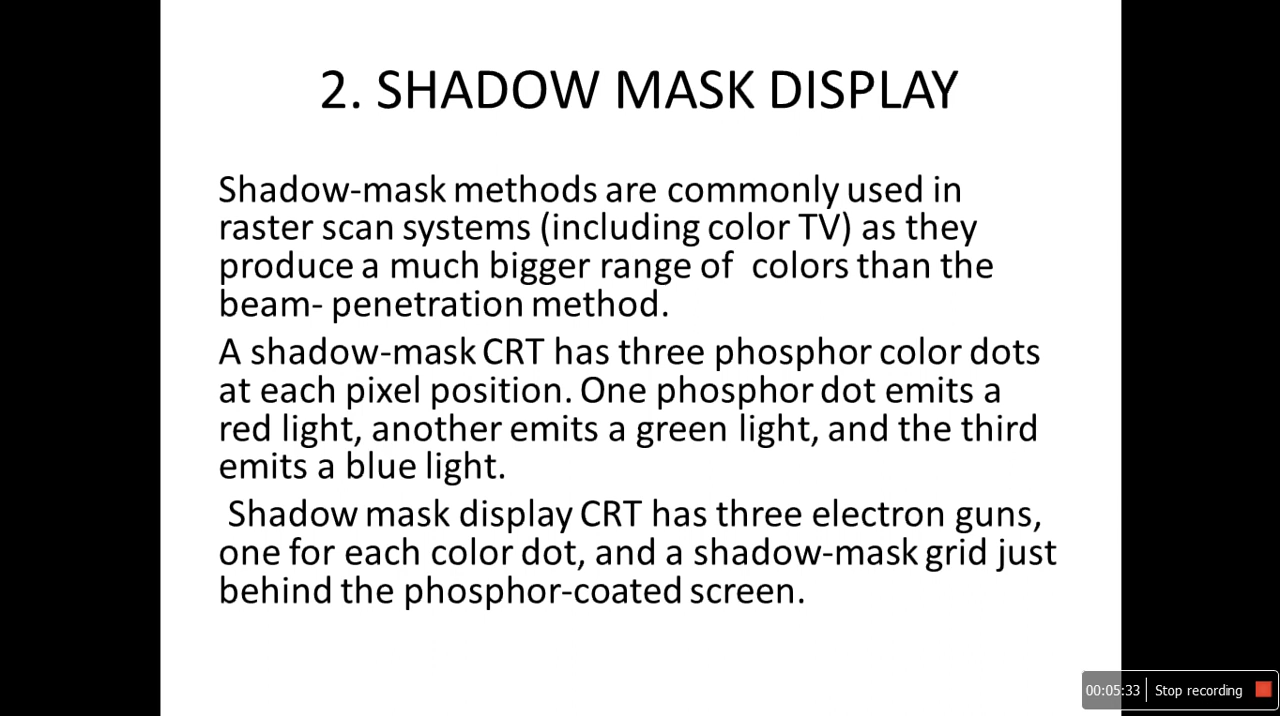 2. SHADOW MASK DISPLAY
Shadow-mask methods are commonly used in
raster scan systems (including color TV) as they
produce a much bigger range of colors than the
beam- penetration method.
A shadow-mask CRT has three phosphor color dots
at each pixel position. One phosphor dot emits a
red light, another emits a green light, and the third
emits a blue light.
Shadow mask display CRT has three electron guns,
one for each color dot, and a shadow-mask grid just
behind the phosphor-coated screen.
00:05:33 Stop recording